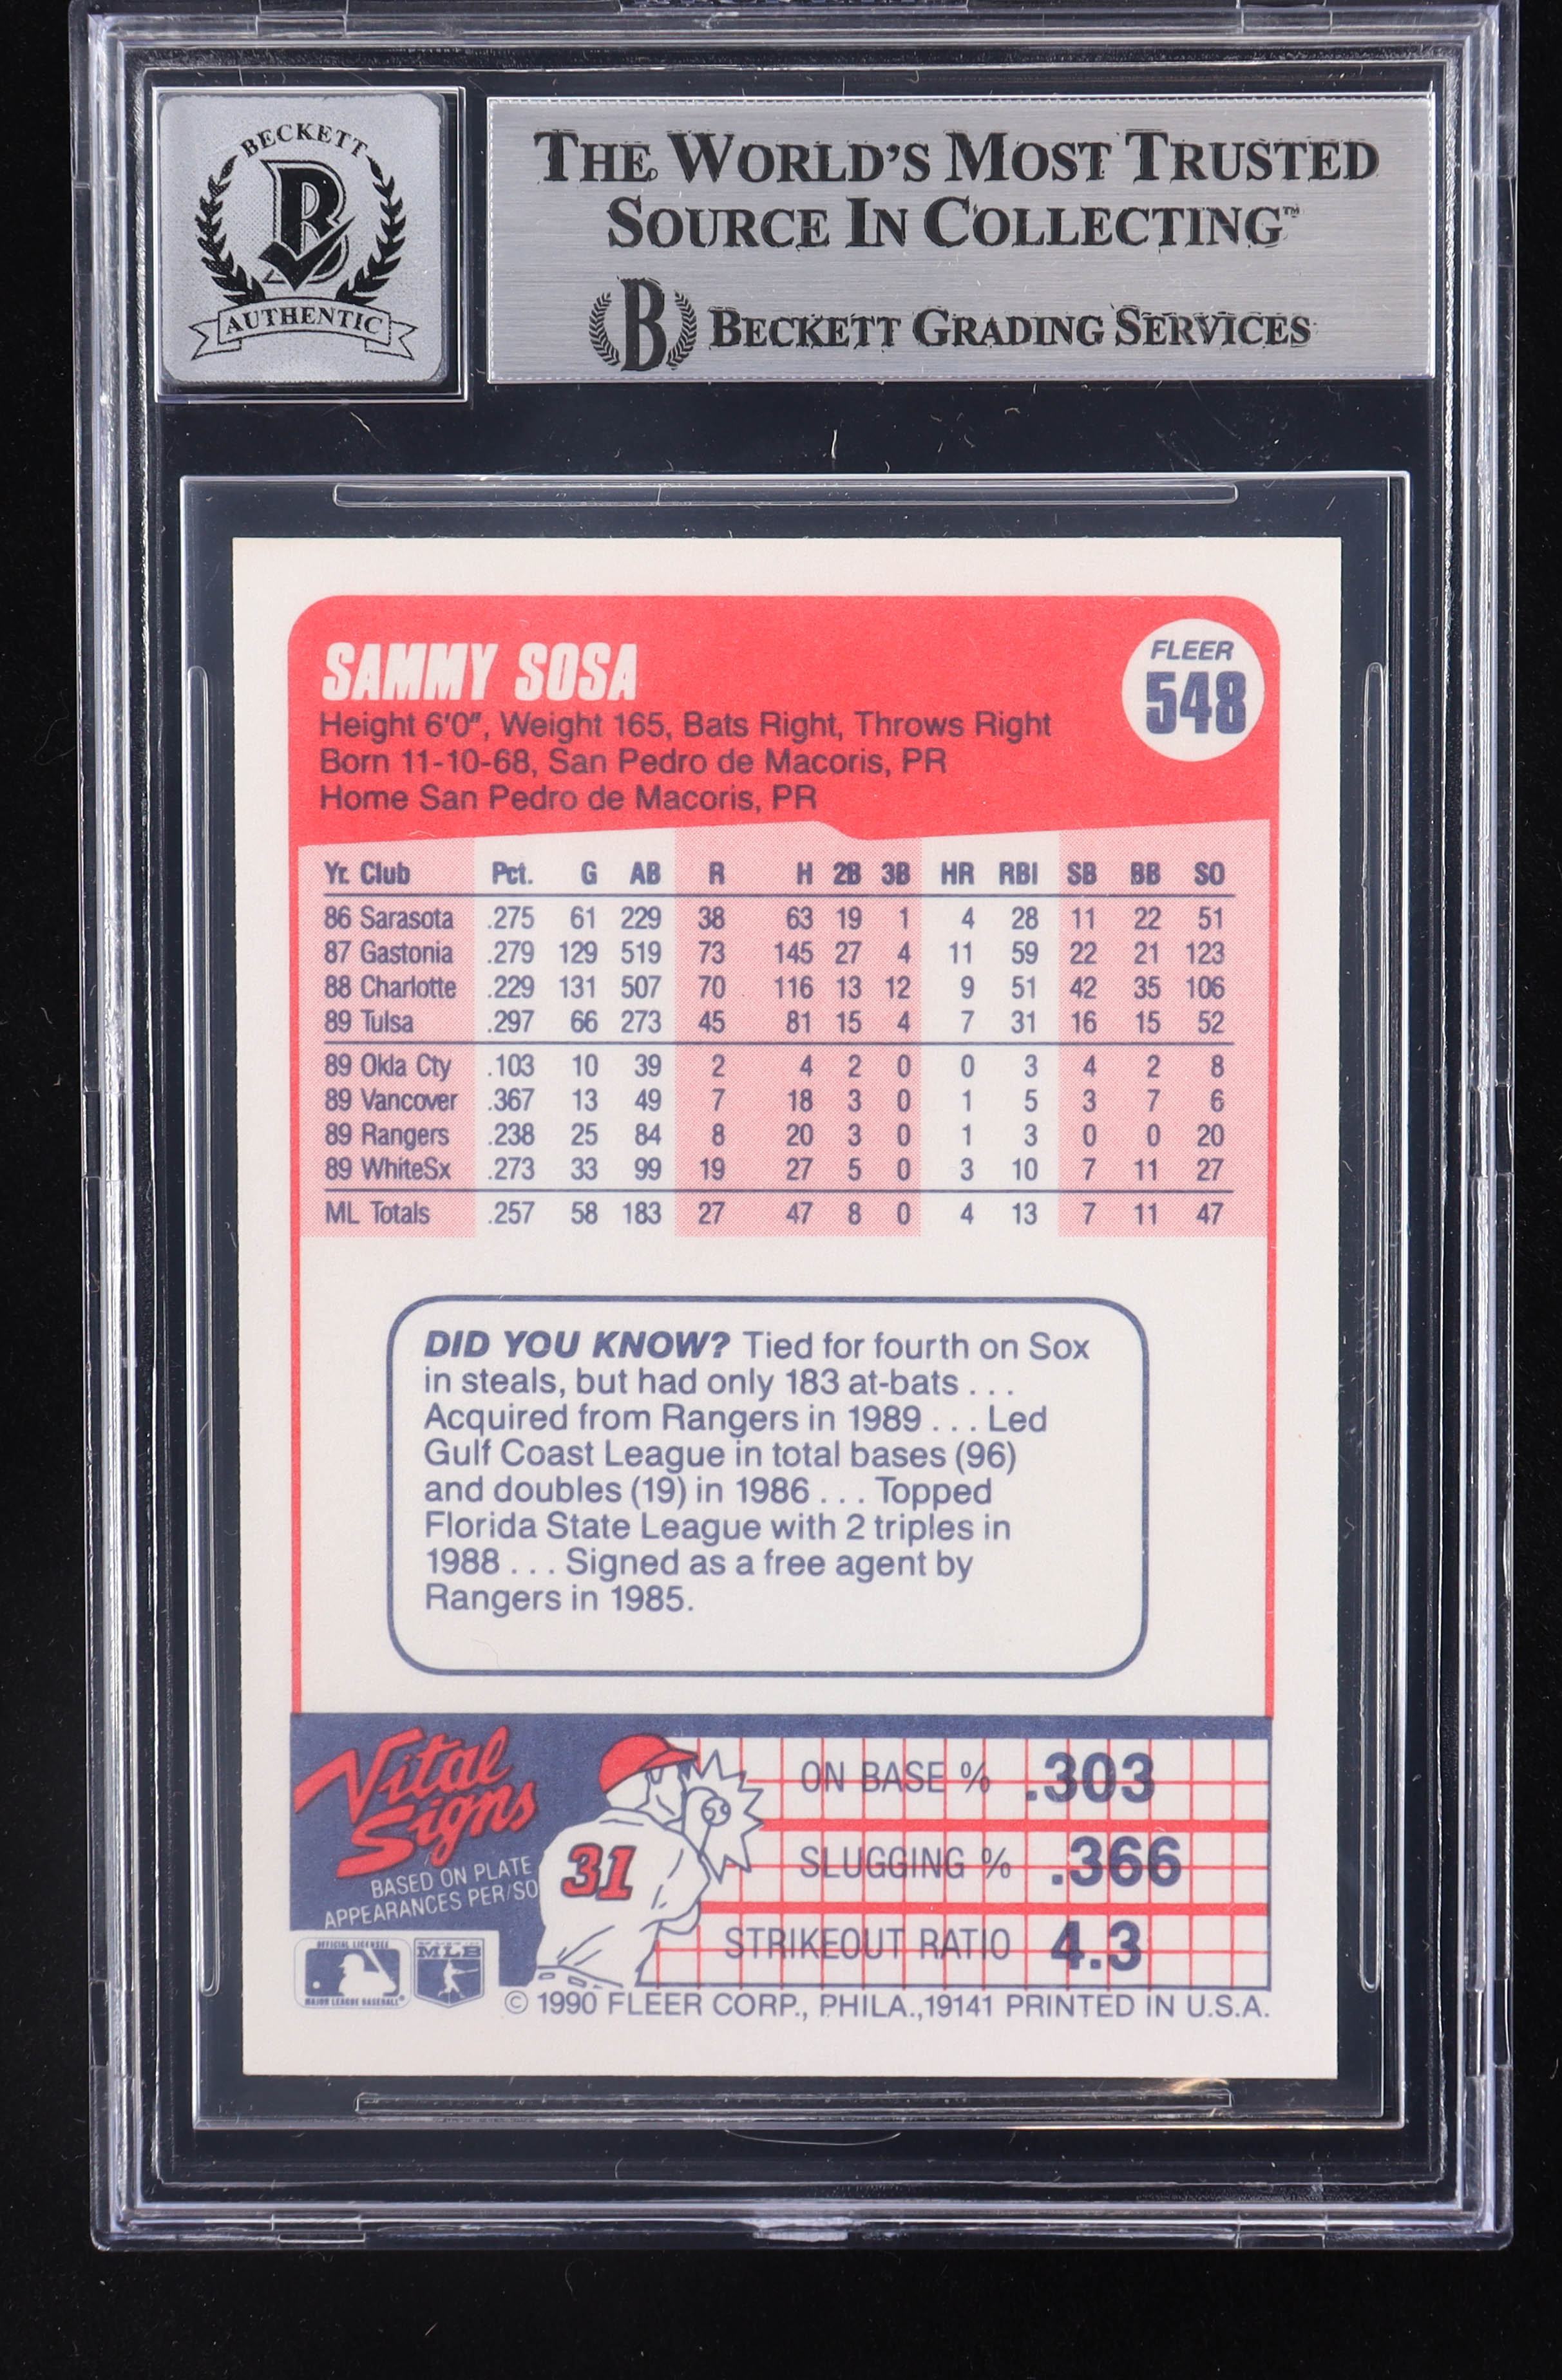 BECKETT
B
AUTHENTIC
THE WORLD'S MOST TRUSTED
SOURCE IN COLLECTING™
B BECKETT GRADING SERVICES
SAMMY SOSA
FLEER
548
Height 6'0", Weight 165, Bats Right, Throws Right
Born 11-10-68, San Pedro de Macoris, PR
Home San Pedro de Macoris, PR
Yr. Club Pct. G AB R H 2B 3B HR RBI SB BB SO
86 Sarasota .275 61 229 38 63 19 1 4 28 11 22 51
87 Gastonia .279 129 519 73 145 27 4 11 59 22 21 123
88 Charlotte .229 131 507 70 116 13 12 9 51 42 35 106
89 Tulsa .297 66 273 45 81 15 4 7 31 16 15 52
89 Okla Cty .103 10 39 2 4 2 0 0 3 4 2 8
89 Vancover .367 13 49 7 18 3 0 1 5 3 7 6
89 Rangers .238 25 84 8 20 3 0 1 3 0 0 20
89 WhiteSx .273 33 99 19 27 5 0 3 10 7 11 27
ML Totals .257 58 183 27 47 8 0 4 13 7 11 47
DID YOU KNOW? Tied for fourth on Sox
in steals, but had only 183 at-bats . . .
Acquired from Rangers in 1989 . . . Led
Gulf Coast League in total bases (96)
and doubles (19) in 1986 . . . Topped
Florida State League with 2 triples in
1988 . . . Signed as a free agent by
Rangers in 1985.
Vital
Signs
BASED ON PLATE
APPEARANCES PER/SO
31
ON BASE % .303
SLUGGING % .366
STRIKEOUT RATIO 4.3
OFFICIAL LICENSEE
MAJOR LEAGUE BASEBALL
MLB
© 1990 FLEER CORP., PHILA.,19141 PRINTED IN U.S.A.